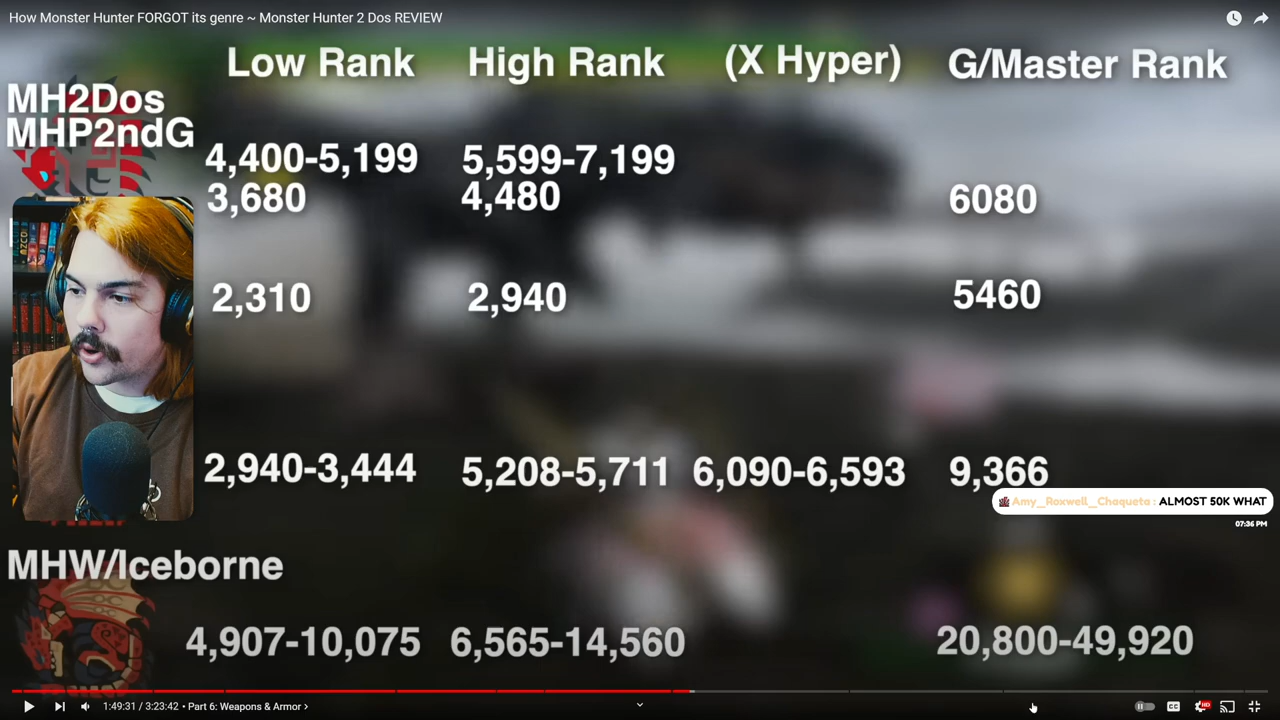 How Monster Hunter FORGOT its genre ~ Monster Hunter 2 Dos REVIEW
Low Rank High Rank (X Hyper) G/Master Rank
MH2Dos
MHP2ndG
4,400-5,199 5,599-7,199
3,680 4,480 6080
2,310 2,940 5460
2,940-3,444 5,208-5,711 6,090-6,593 9,366
Amy__Roxwell__Chaqueta : ALMOST 50K WHAT
07:36 PM
MHW/Iceborne
4,907-10,075 6,565-14,560 20,800-49,920
1:49:31 / 3:23:42 • Part 6: Weapons & Armor ›
CC
HD